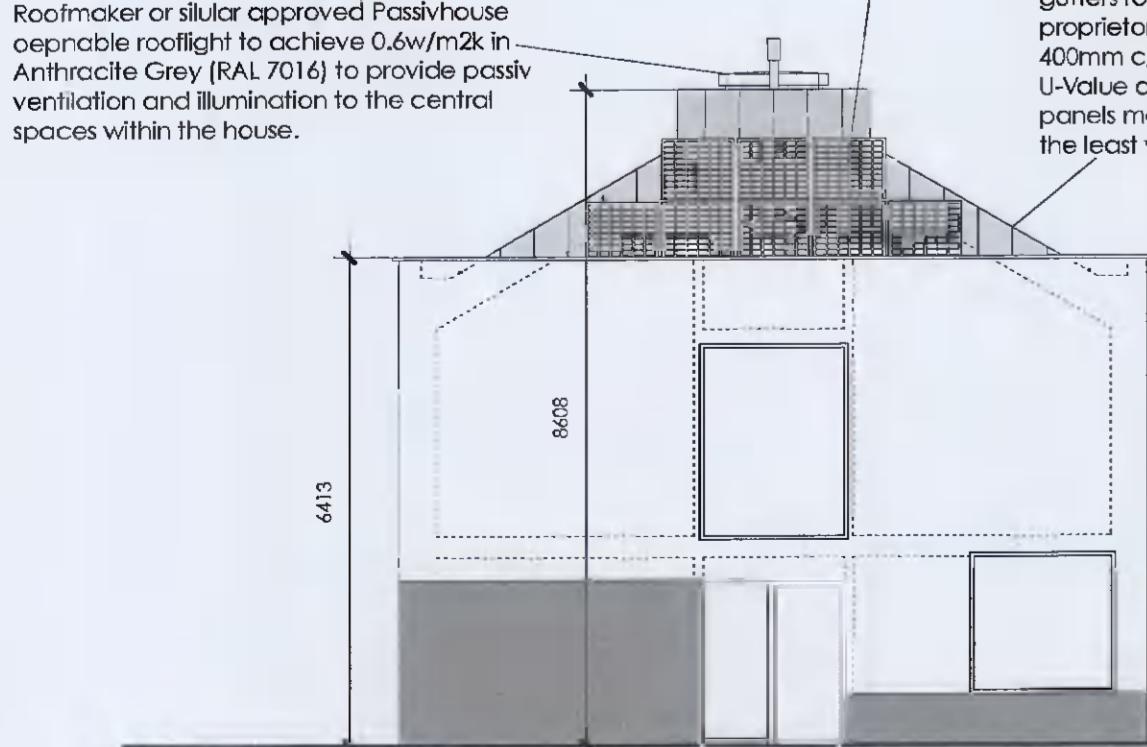 Roofmaker or silular approved Passivhouse
oepnable rooflight to achieve 0.6w/m2k in
Anthracite Grey (RAL 7016) to provide passiv
ventilation and illumination to the central
spaces within the house.
proprietor
400mm c
U-Value
panels
the least
8608
6413